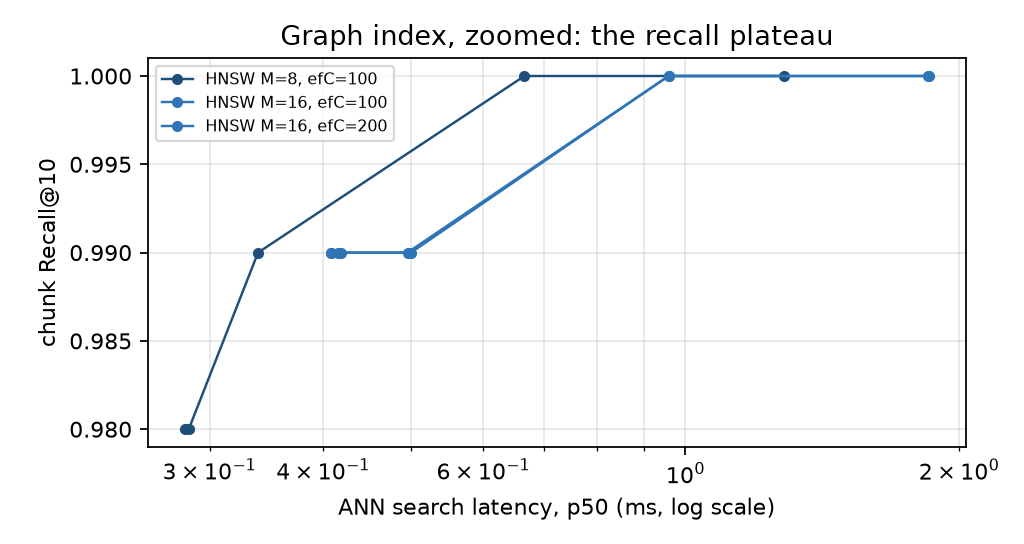 Graph index, zoomed: the recall plateau
HNSW M=8, efC=100
HNSW M=16, efC=100
HNSW M=16, efC=200
chunk Recall@10
1.000
0.995
0.990
0.985
0.980
3 × 10⁻¹ 4 × 10⁻¹ 6 × 10⁻¹ 10⁰ 2 × 10⁰
ANN search latency, p50 (ms, log scale)